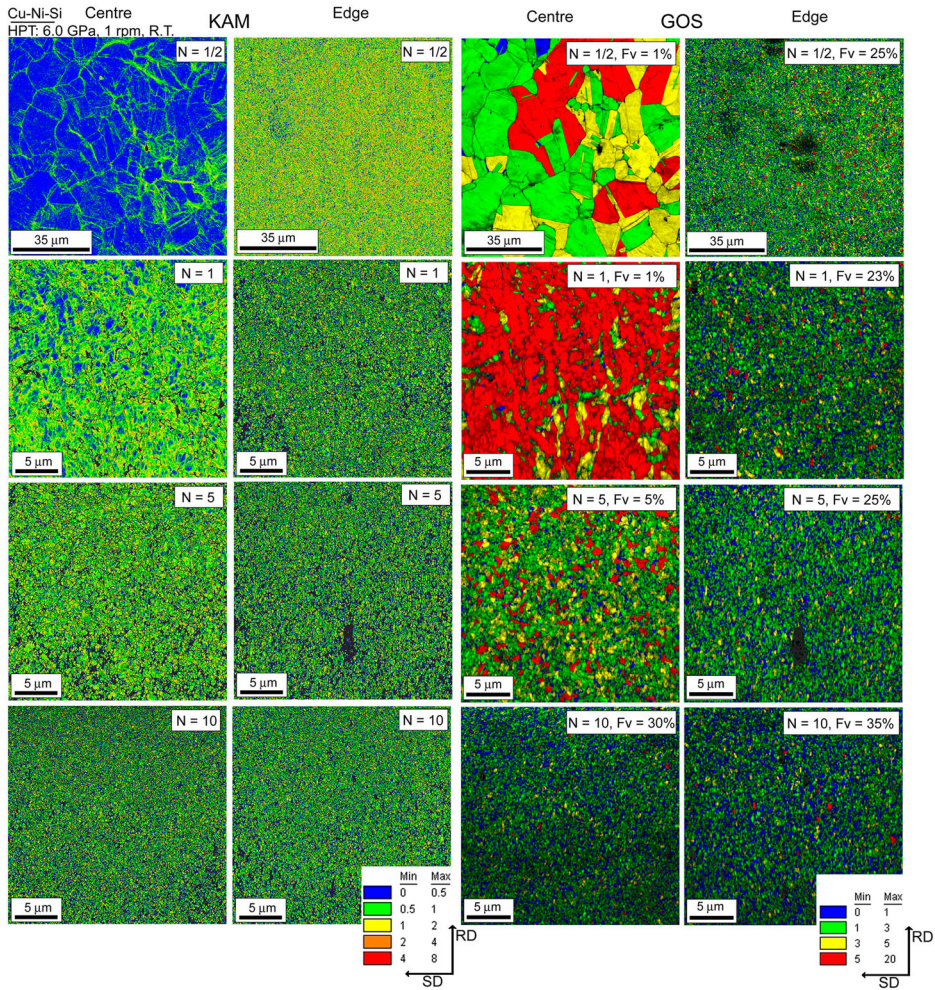 Cu-Ni-Si
HPT: 6.0 GPa, 1 rpm, R.T.
Centre KAM Edge Centre GOS Edge
N = 1/2 N = 1/2 N = 1/2, Fv = 1% N = 1/2, Fv = 25%
35 μm 35 μm 35 μm 35 μm
N = 1 N = 1 N = 1, Fv = 1% N = 1, Fv = 23%
5 μm 5 μm 5 μm 5 μm
N = 5 N = 5 N = 5, Fv = 5% N = 5, Fv = 25%
5 μm 5 μm 5 μm 5 μm
N = 10 N = 10 N = 10, Fv = 30% N = 10, Fv = 35%
5 μm 5 μm 5 μm 5 μm
Min Max
0 0.5
0.5 1
1 2
2 4
4 8
RD
SD
Min Max
0 1
1 3
3 5
5 20
RD
SD